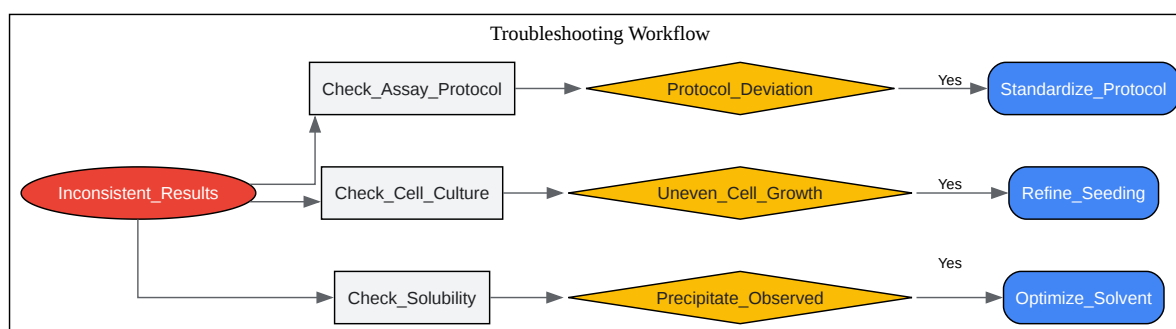 Troubleshooting Workflow
Check_Assay_Protocol
Protocol_Deviation
Yes
Standardize_Protocol
Inconsistent_Results
Check_Cell_Culture
Uneven_Cell_Growth
Yes
Refine_Seeding
Check_Solubility
Precipitate_Observed
Yes
Optimize_Solvent